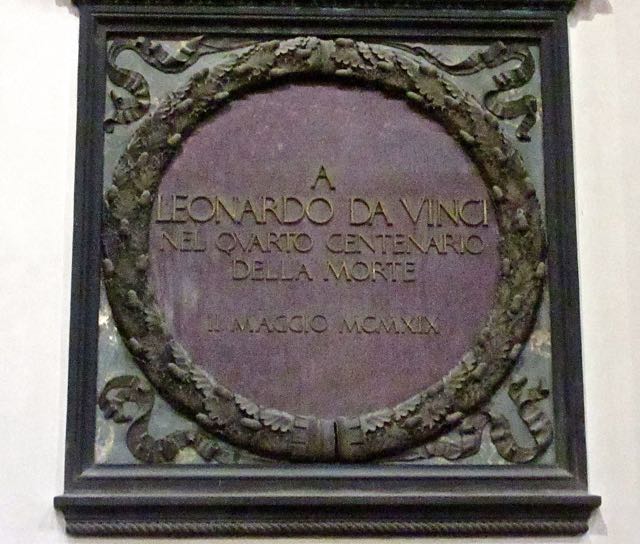 A
LEONARDO DA VINCI
NEL QVARTO CENTENARIO
DELLA MORTE
II MAGGIO MCMXIX